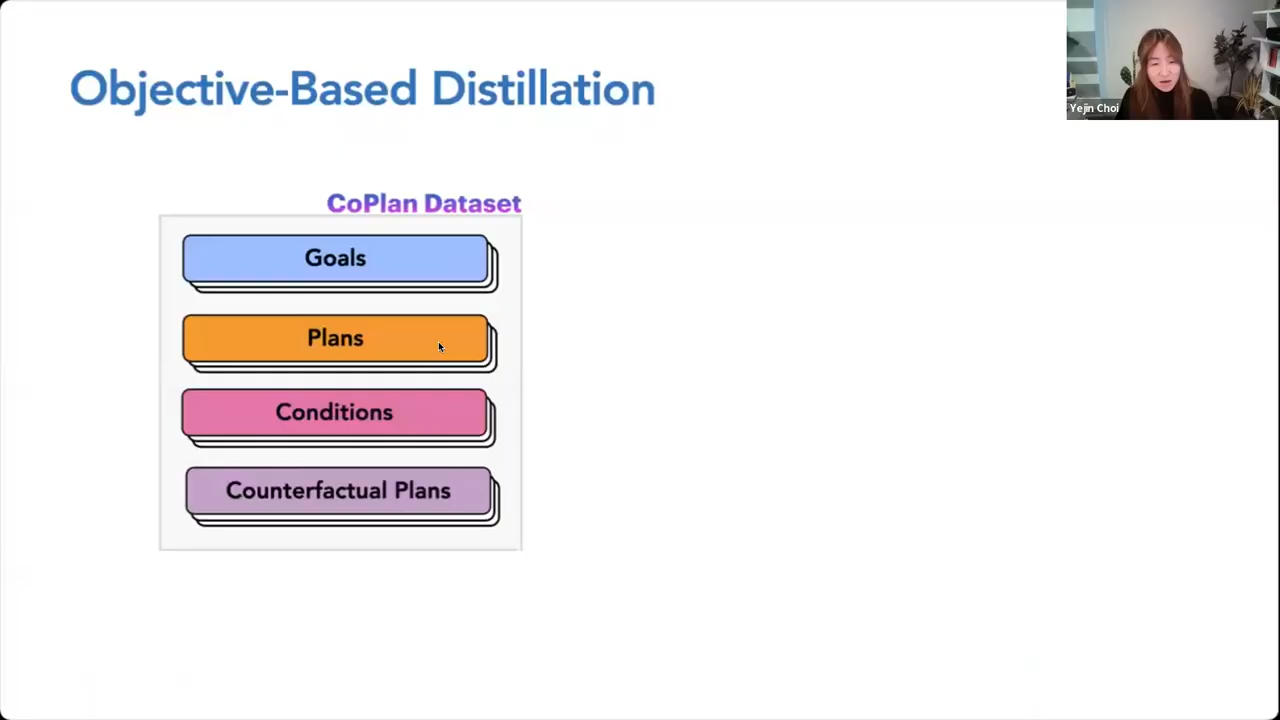 Objective-Based Distillation
Yejin Choi
CoPlan Dataset
Goals
Plans
Conditions
Counterfactual Plans